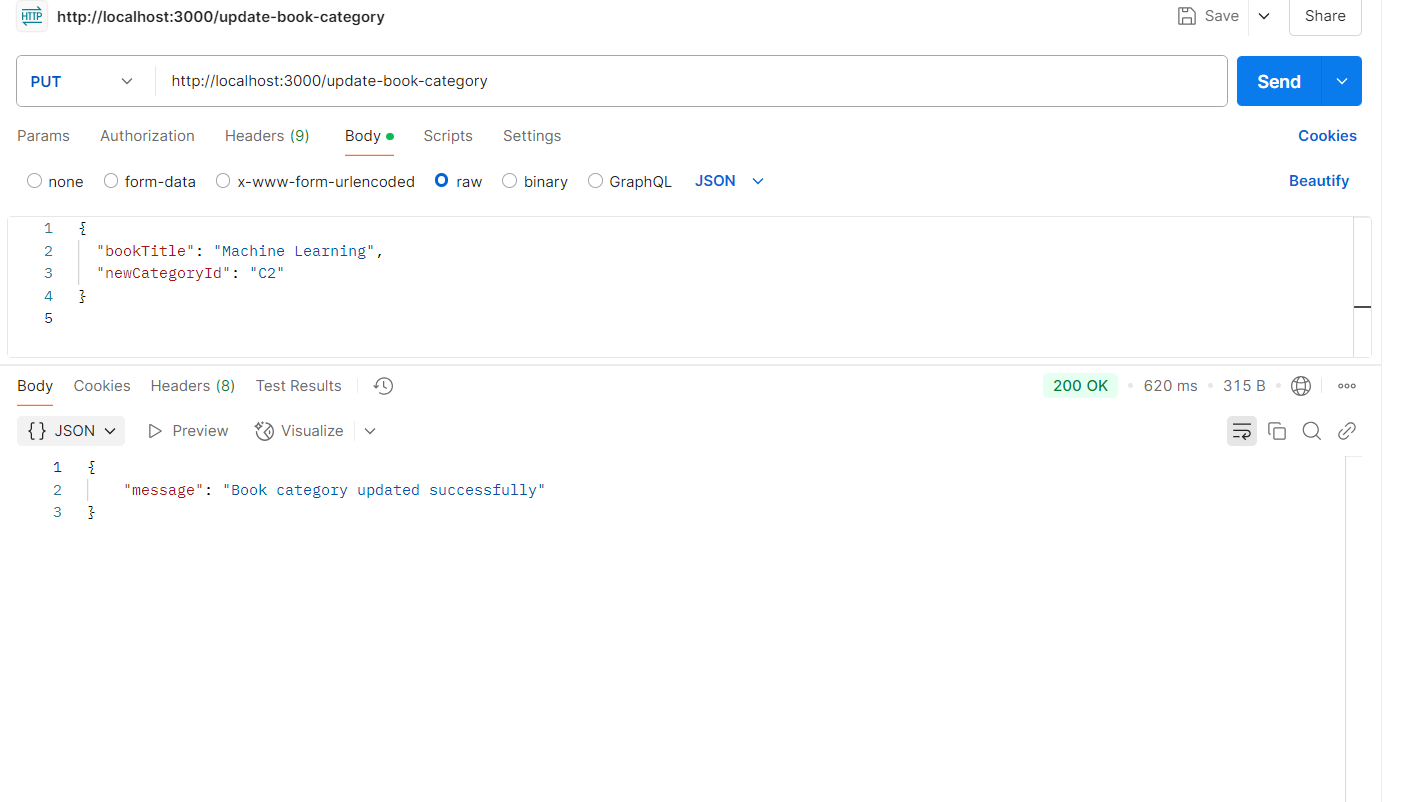 HTTP http://localhost:3000/update-book-category Save Share
PUT http://localhost:3000/update-book-category Send
Params Authorization Headers (9) Body Scripts Settings Cookies
none form-data x-www-form-urlencoded raw binary GraphQL JSON Beautify
1 {
2 "bookTitle": "Machine Learning",
3 "newCategoryId": "C2"
4 }
5
Body Cookies Headers (8) Test Results 200 OK 620 ms 315 B
{} JSON Preview Visualize
1 {
2 "message": "Book category updated successfully"
3 }